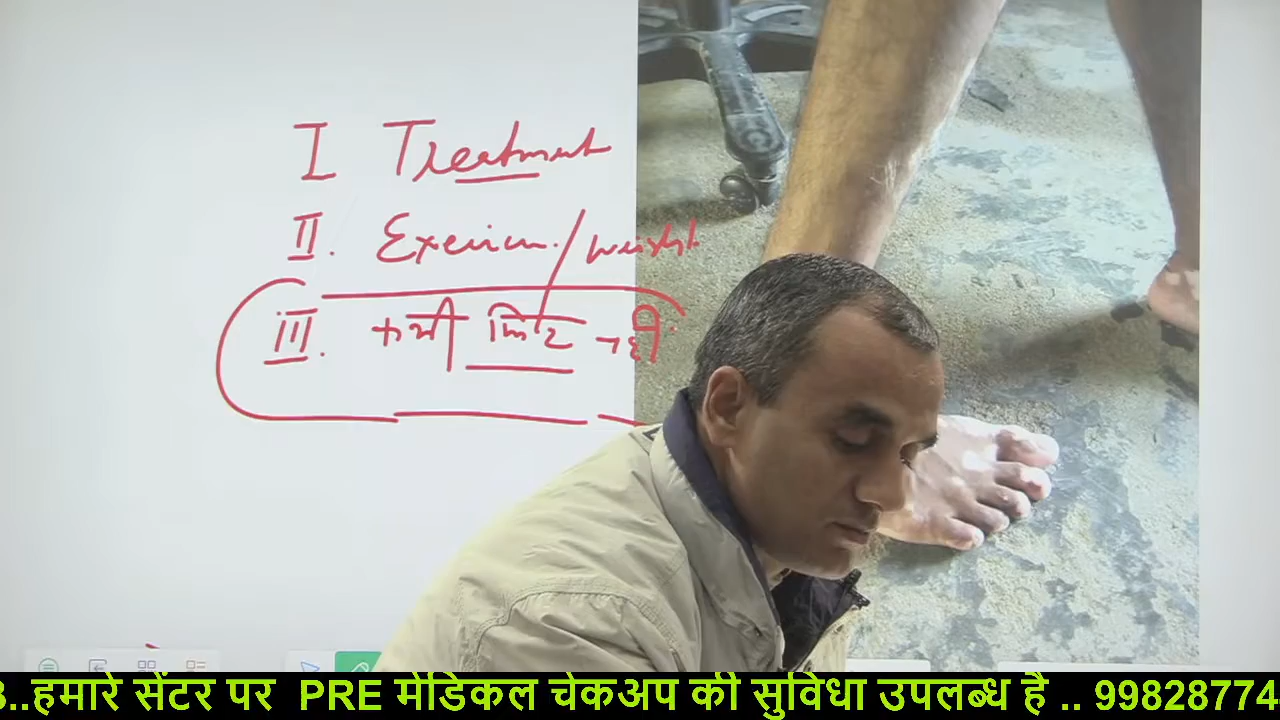 I Treatment
II. Exercise / weight
III. कभी फिट नहीं
3..हमारे सेंटर पर PRE मेडिकल चेकअप की सुविधा उपलब्ध है .. 99828774